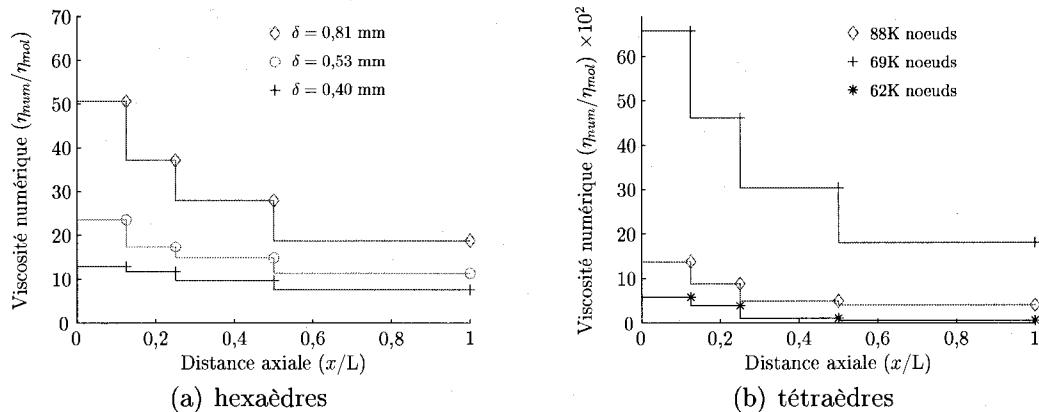 Viscosité numérique (η_num/η_mol)
70
60
50
40
30
20
10
0
◇ δ = 0,81 mm
○ δ = 0,53 mm
+ δ = 0,40 mm
0 0,2 0,4 0,6 0,8 1
Distance axiale (x/L)
(a) hexaèdres
Viscosité numérique (η_num/η_mol) ×10²
60
50
40
30
20
10
0
◇ 88K noeuds
+ 69K noeuds
* 62K noeuds
0 0,2 0,4 0,6 0,8 1
Distance axiale (x/L)
(b) tétraèdres